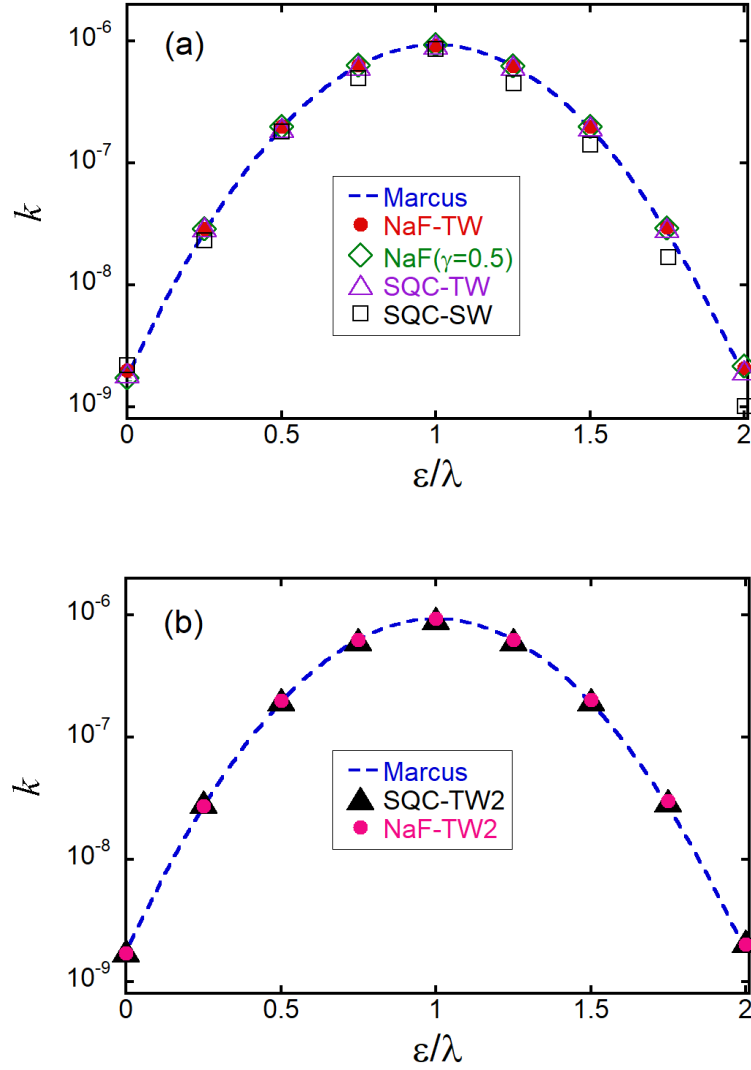 (a)
10⁻⁶
10⁻⁷
10⁻⁸
10⁻⁹
k
Marcus
NaF-TW
NaF(γ=0.5)
SQC-TW
SQC-SW
0 0.5 1 1.5 2
ε/λ
(b)
10⁻⁶
10⁻⁷
10⁻⁸
10⁻⁹
k
Marcus
SQC-TW2
NaF-TW2
0 0.5 1 1.5 2
ε/λ